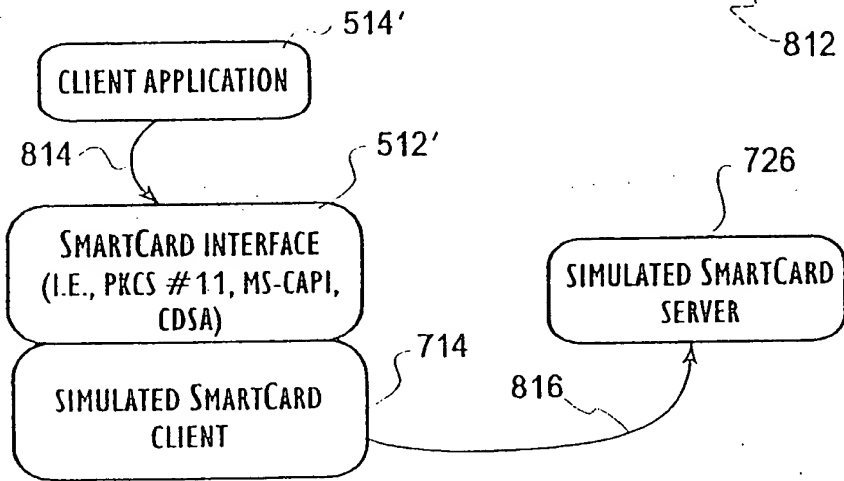 514'
812
CLIENT APPLICATION
814
512'
726
SMARTCARD INTERFACE
(I.E., PKCS #11, MS-CAPI,
CDSA)
SIMULATED SMARTCARD
SERVER
714
SIMULATED SMARTCARD
CLIENT
816